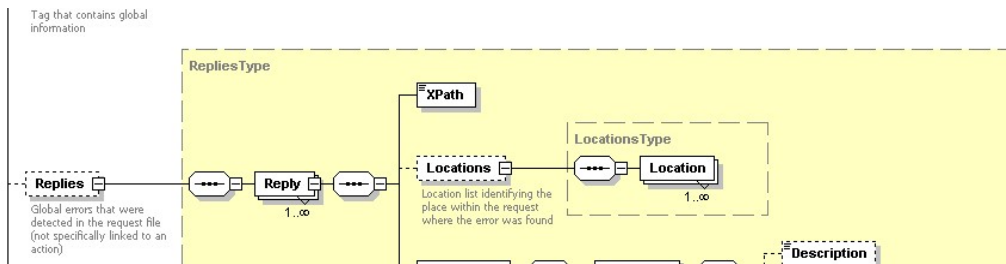 Tag that contains global
information
RepliesType
XPath
LocationsType
Replies
Reply
1..∞
Locations
Location
1..∞
Location list identifying the
place within the request
where the error was found
Global errors that were
detected in the request file
(not specifically linked to an
action)
Description